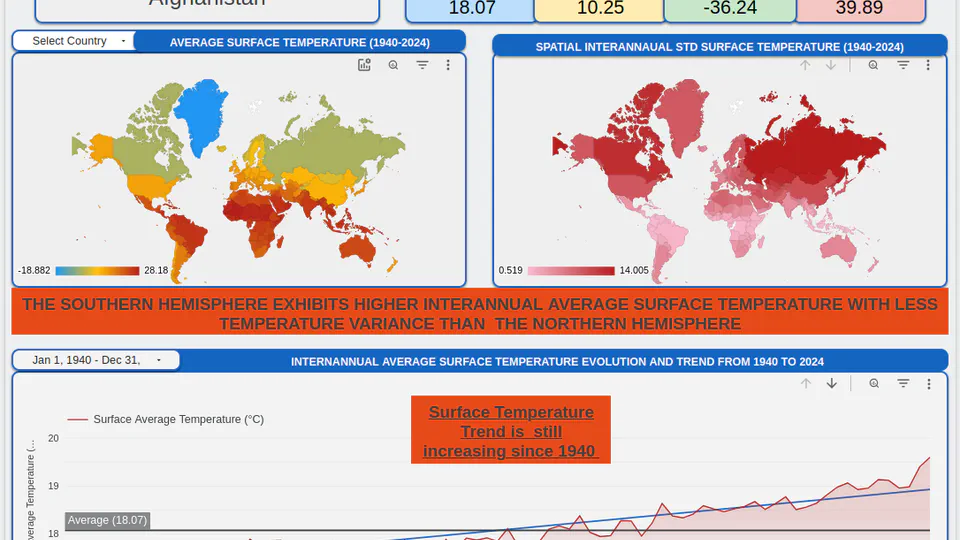 Afghanistan
18.07
10.25
-36.24
39.89
Select Country
AVERAGE SURFACE TEMPERATURE (1940-2024)
SPATIAL INTERANNAUAL STD SURFACE TEMPERATURE (1940-2024)
-18.882
28.18
0.519
14.005
THE SOUTHERN HEMISPHERE EXHIBITS HIGHER INTERANNUAL AVERAGE SURFACE TEMPERATURE WITH LESS
TEMPERATURE VARIANCE THAN THE NORTHERN HEMISPHERE
Jan 1, 1940 - Dec 31,
INTERNANNUAL AVERAGE SURFACE TEMPERATURE EVOLUTION AND TREND FROM 1940 TO 2024
Surface Average Temperature (°C)
Surface Temperature
Trend is still
increasing since 1940
20
19
18
Average (18.07)
verage Temperature (...